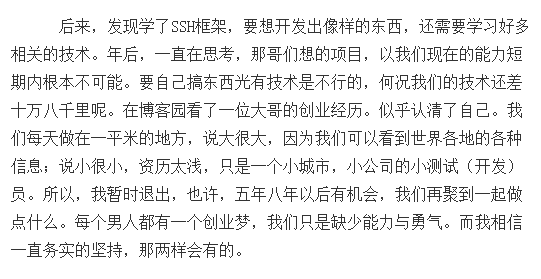 后来，发现学了SSH框架，要想开发出像样的东西，还需要学习好多
相关的技术。年后，一直在思考，那哥们想的项目，以我们现在的能力短
期内根本不可能。要自己搞东西光有技术是不行的，何况我们的技术还差
十万八千里呢。在博客园看了一位大哥的创业经历。似乎认清了自己。我
们每天做在一平米的地方，说大很大，因为我们可以看到世界各地的各种
信息；说小很小，资历太浅，只是一个小城市，小公司的小测试（开发）
员。所以，我暂时退出，也许，五年八年以后有机会，我们再聚到一起做
点什么。每个男人都有一个创业梦，我们只是缺少能力与勇气。而我相信
一直务实的坚持，那两样会有的。